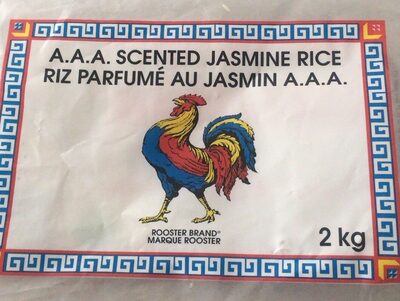 A.A.A. SCENTED JASMINE RICE
RIZ PARFUMÉ AU JASMIN A.A.A.
ROOSTER BRAND®
MARQUE ROOSTER
2 kg